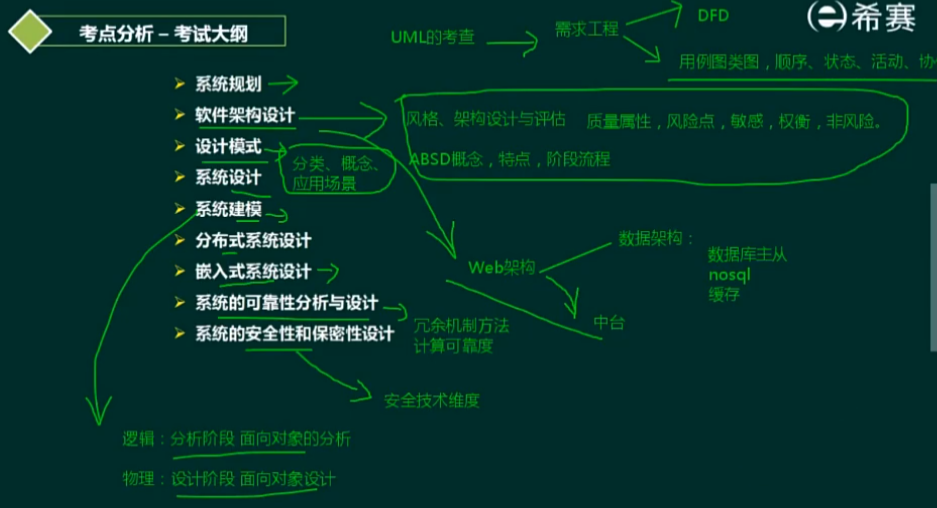 考点分析 – 考试大纲
希赛
UML的考查
需求工程
DFD
用例图类图，顺序、状态、活动、协
系统规划
软件架构设计
风格、架构设计与评估 质量属性，风险点，敏感，权衡，非风险。
ABSD概念，特点，阶段流程
设计模式
分类、概念、
应用场景
系统设计
系统建模
分布式系统设计
嵌入式系统设计
系统的可靠性分析与设计
冗余机制方法
计算可靠度
系统的安全性和保密性设计
安全技术维度
Web架构
数据架构：
数据库主从
nosql
缓存
中台
逻辑：分析阶段 面向对象的分析
物理：设计阶段 面向对象设计